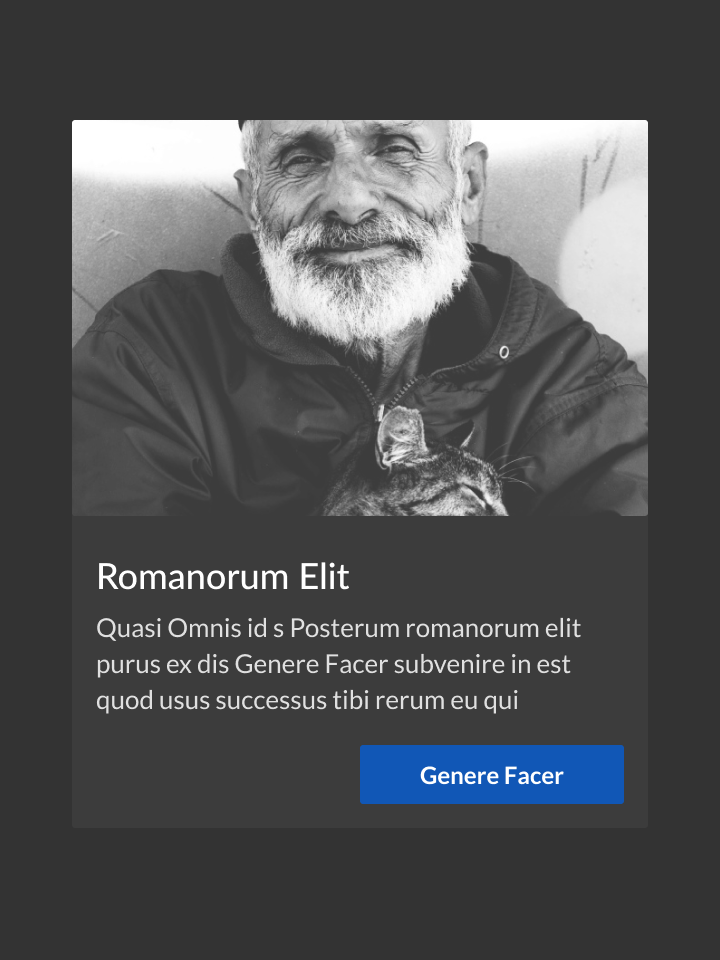 Romanorum Elit
Quasi Omnis id s Posterum romanorum elit
purus ex dis Genere Facer subvenire in est
quod usus successus tibi rerum eu qui
Genere Facer